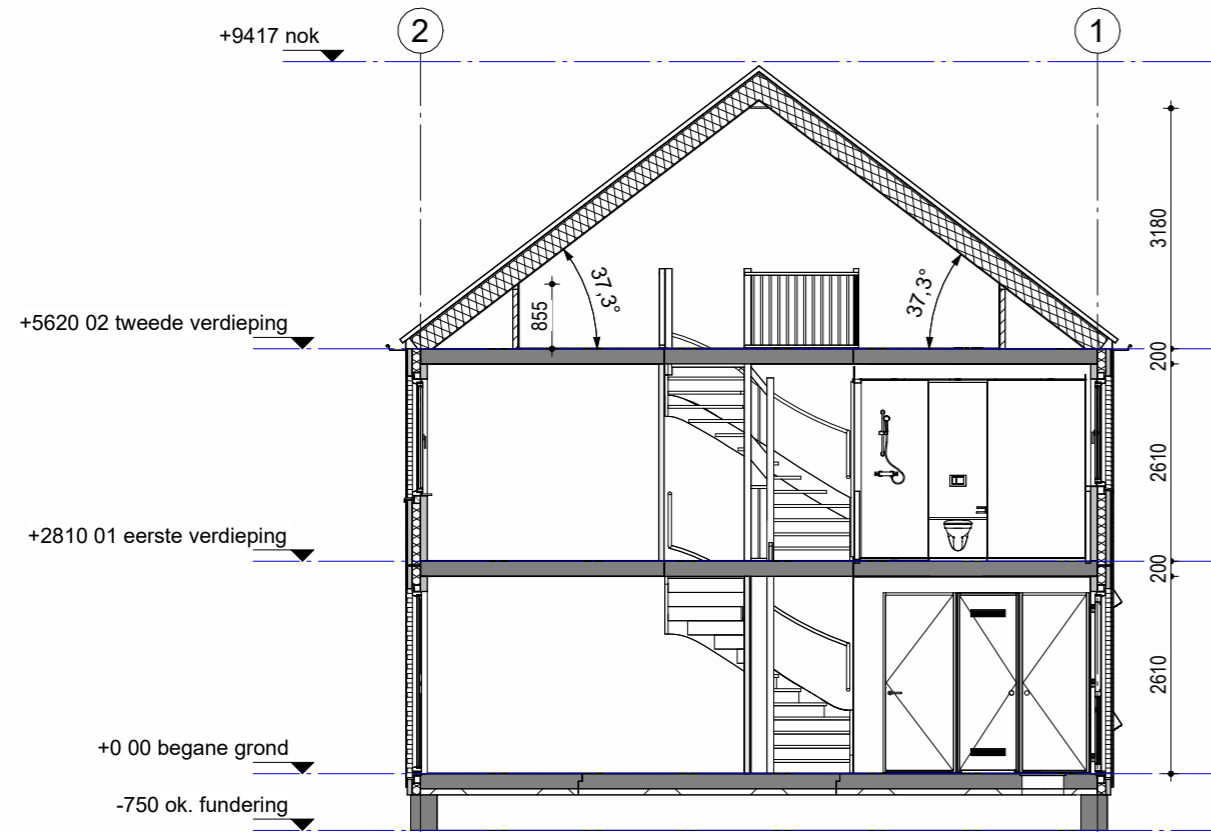 +9417 nok
2
1
3180
37,3°
37,3°
855
+5620 02 tweede verdieping
200
2610
+2810 01 eerste verdieping
200
2610
+0 00 begane grond
-750 ok. fundering